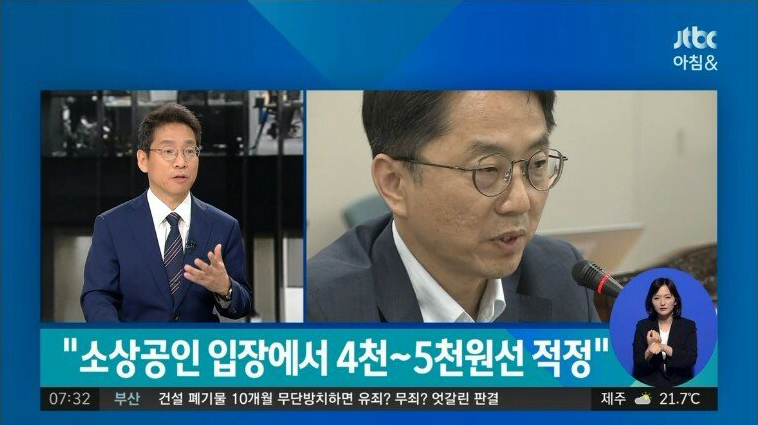 jtbc
아침&
"소상공인 입장에서 4천~5천원선 적정"
07:32 부산 건설 폐기물 10개월 무단방치하면 유죄? 무죄? 엇갈린 판결 제주 21.7℃